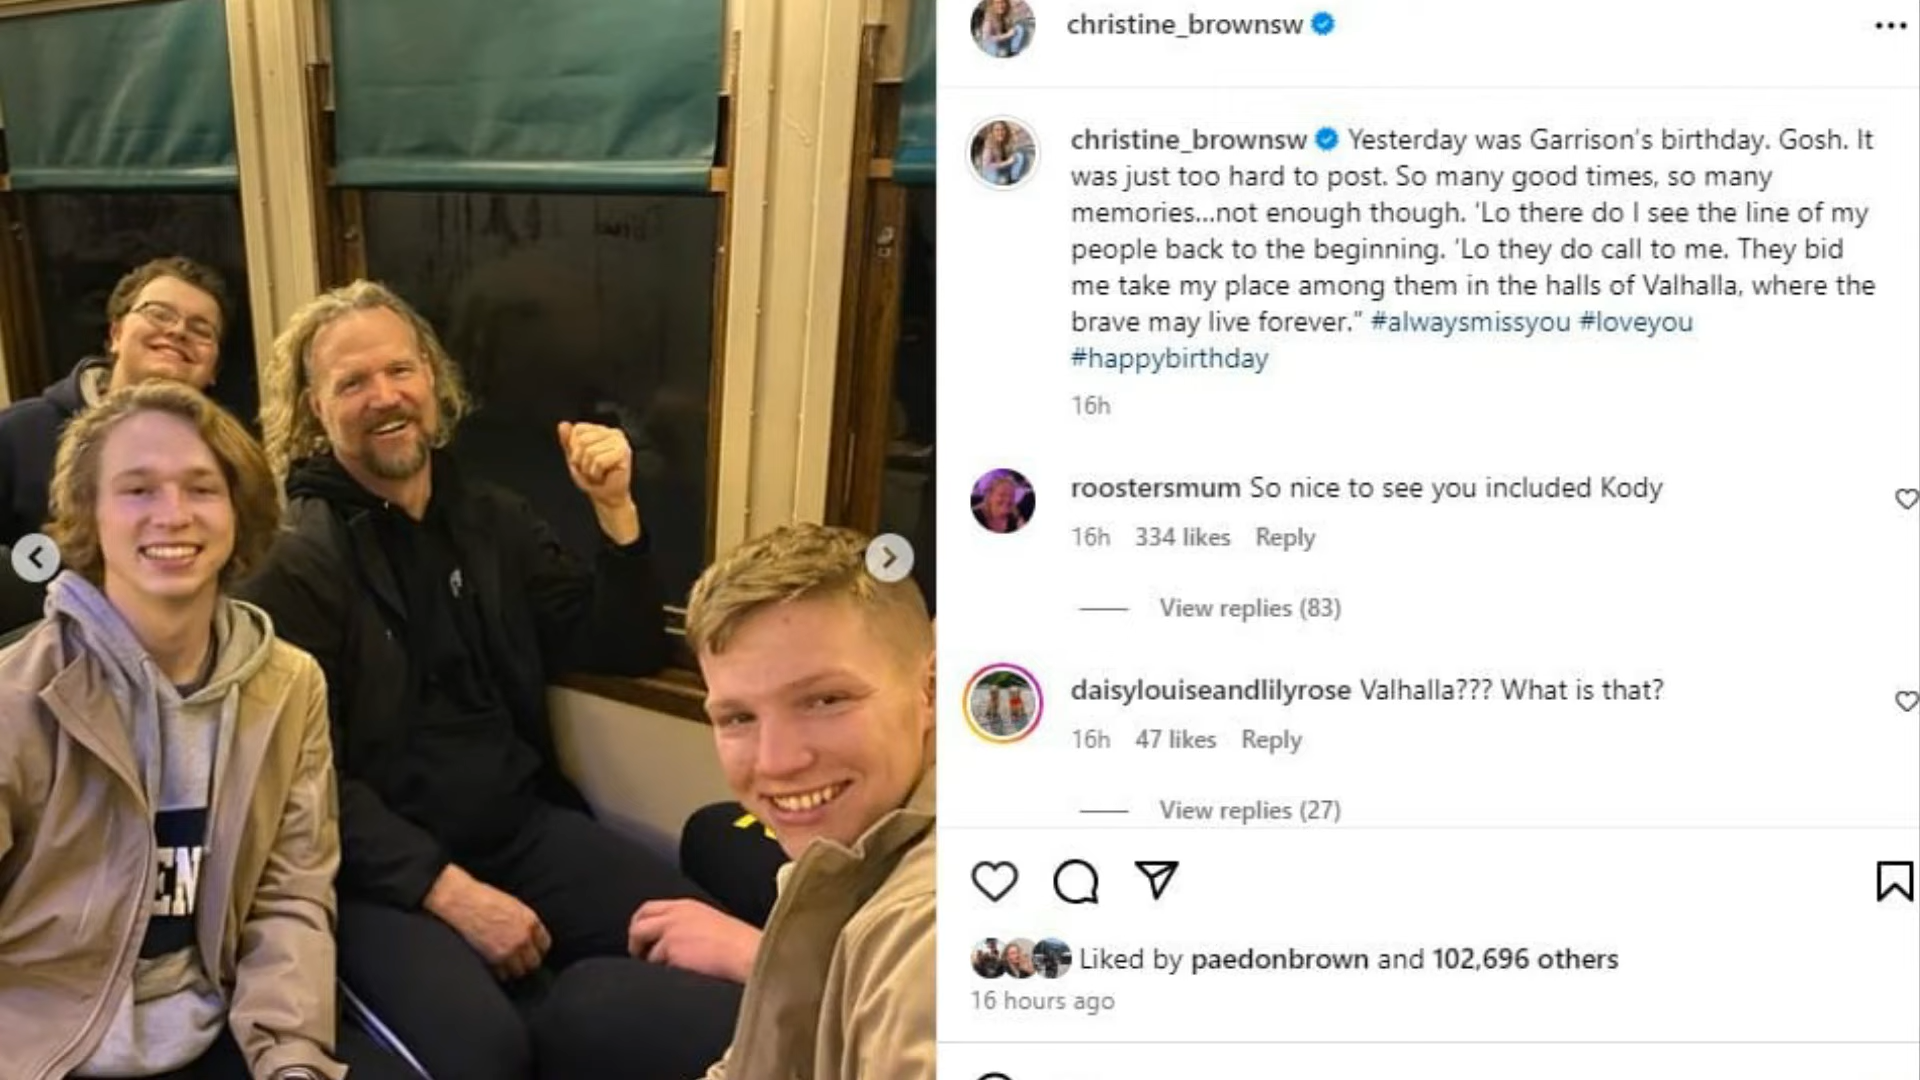 christine_brownsw
christine_brownsw Yesterday was Garrison's birthday. Gosh. It
was just too hard to post. So many good times, so many
memories...not enough though. 'Lo there do I see the line of my
people back to the beginning. 'Lo they do call to me. They bid
me take my place among them in the halls of Valhalla, where the
brave may live forever." #alwaysmissyou #loveyou
#happybirthday
16h
roostersmum So nice to see you included Kody
16h 334 likes Reply
View replies (83)
daisylouiseandlilyrose Valhalla??? What is that?
16h 47 likes Reply
View replies (27)
Liked by paedonbrown and 102,696 others
16 hours ago
EN